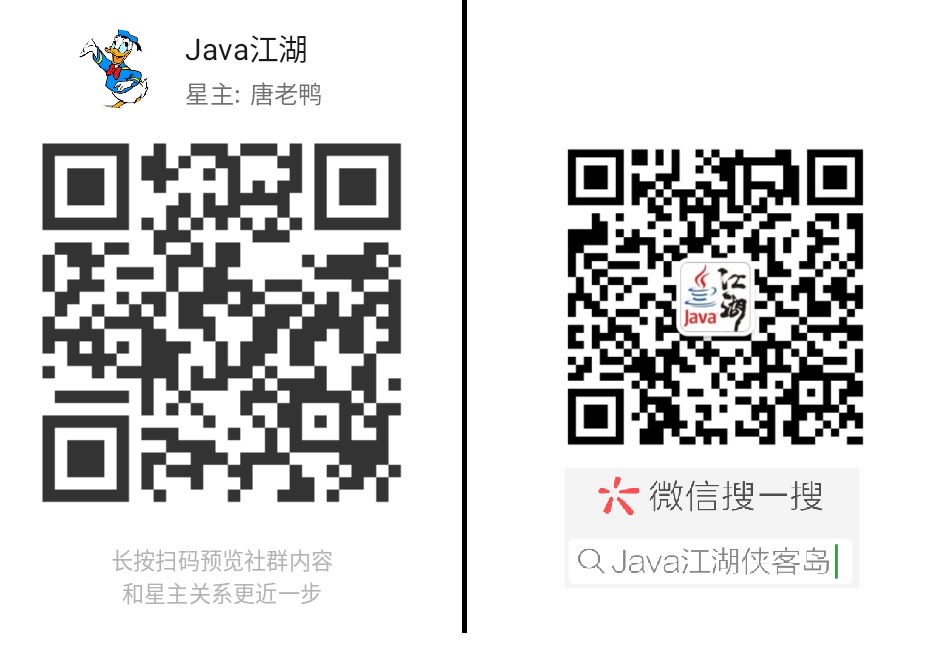 Java江湖
星主: 唐老鸭
长按扫码预览社群内容
和星主关系更近一步
Java
江湖
微信搜一搜
Java江湖侠客岛